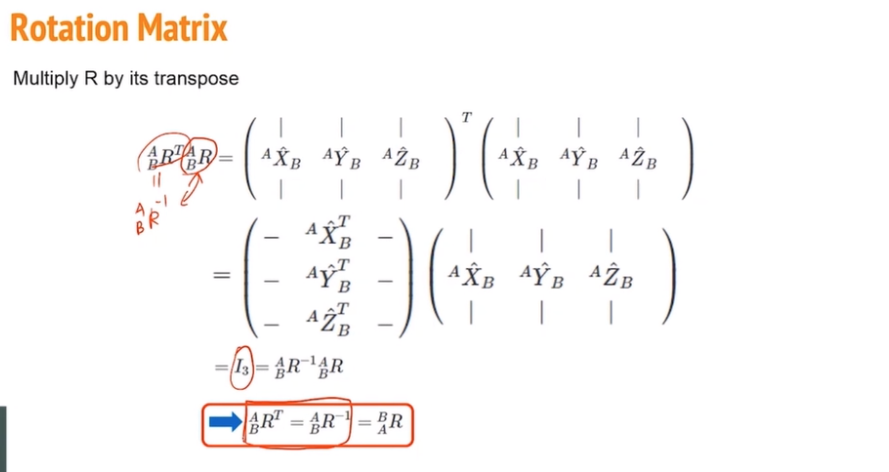 Rotation Matrix
Multiply R by its transpose
$^A_BR^T{}^A_BR = \begin{pmatrix} | & | & | \\ {}^A\hat{X}_B & {}^A\hat{Y}_B & {}^A\hat{Z}_B \\ | & | & | \end{pmatrix}^T \begin{pmatrix} | & | & | \\ {}^A\hat{X}_B & {}^A\hat{Y}_B & {}^A\hat{Z}_B \\ | & | & | \end{pmatrix}$
$||$
$^A_BR^{-1}$
$= \begin{pmatrix} - & {}^A\hat{X}_B^T & - \\ - & {}^A\hat{Y}_B^T & - \\ - & {}^A\hat{Z}_B^T & - \end{pmatrix} \begin{pmatrix} | & | & | \\ {}^A\hat{X}_B & {}^A\hat{Y}_B & {}^A\hat{Z}_B \\ | & | & | \end{pmatrix}$
$= I_3 = {}^A_BR^{-1}{}^A_BR$
$^A_BR^T = {}^A_BR^{-1} = {}^B_AR$